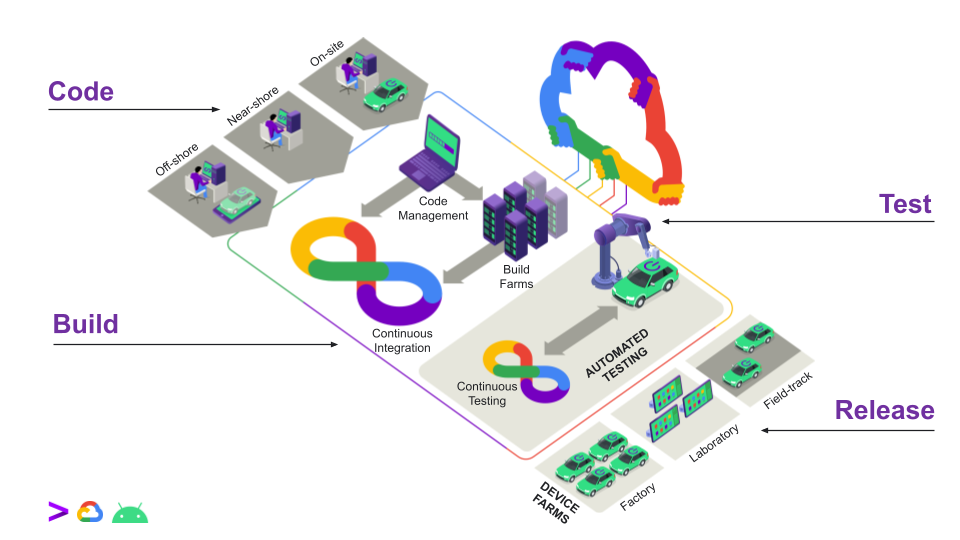 Code
On-site
Near-shore
Off-shore
Code
Management
Test
Build
Farms
Build
Continuous
Integration
AUTOMATED
TESTING
Continuous
Testing
Field-track
Release
Laboratory
Factory
DEVICE
FARMS